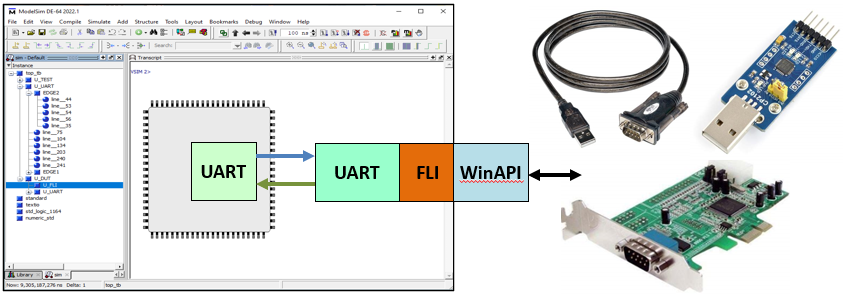 ModelSim DE-64 2022.1
File Edit View Compile Simulate Add Structure Tools Layout Bookmarks Debug Window Help
100 ns
Search:
sim - Default
Transcript
Instance
VSIM 2>
top_tb
U_TEST
U_UART
EDGE2
line__44
line__53
line__54
line__56
line__35
line__75
line__104
line__134
line__203
line__240
line__241
EDGE1
U_DUT
U_FLI
U_UART
standard
textio
std_logic_1164
numeric_std
UART
UART
FLI
WinAPI
CP2102
Library
sim
Now: 9,305,187,276 ns Delta: 1
top_tb